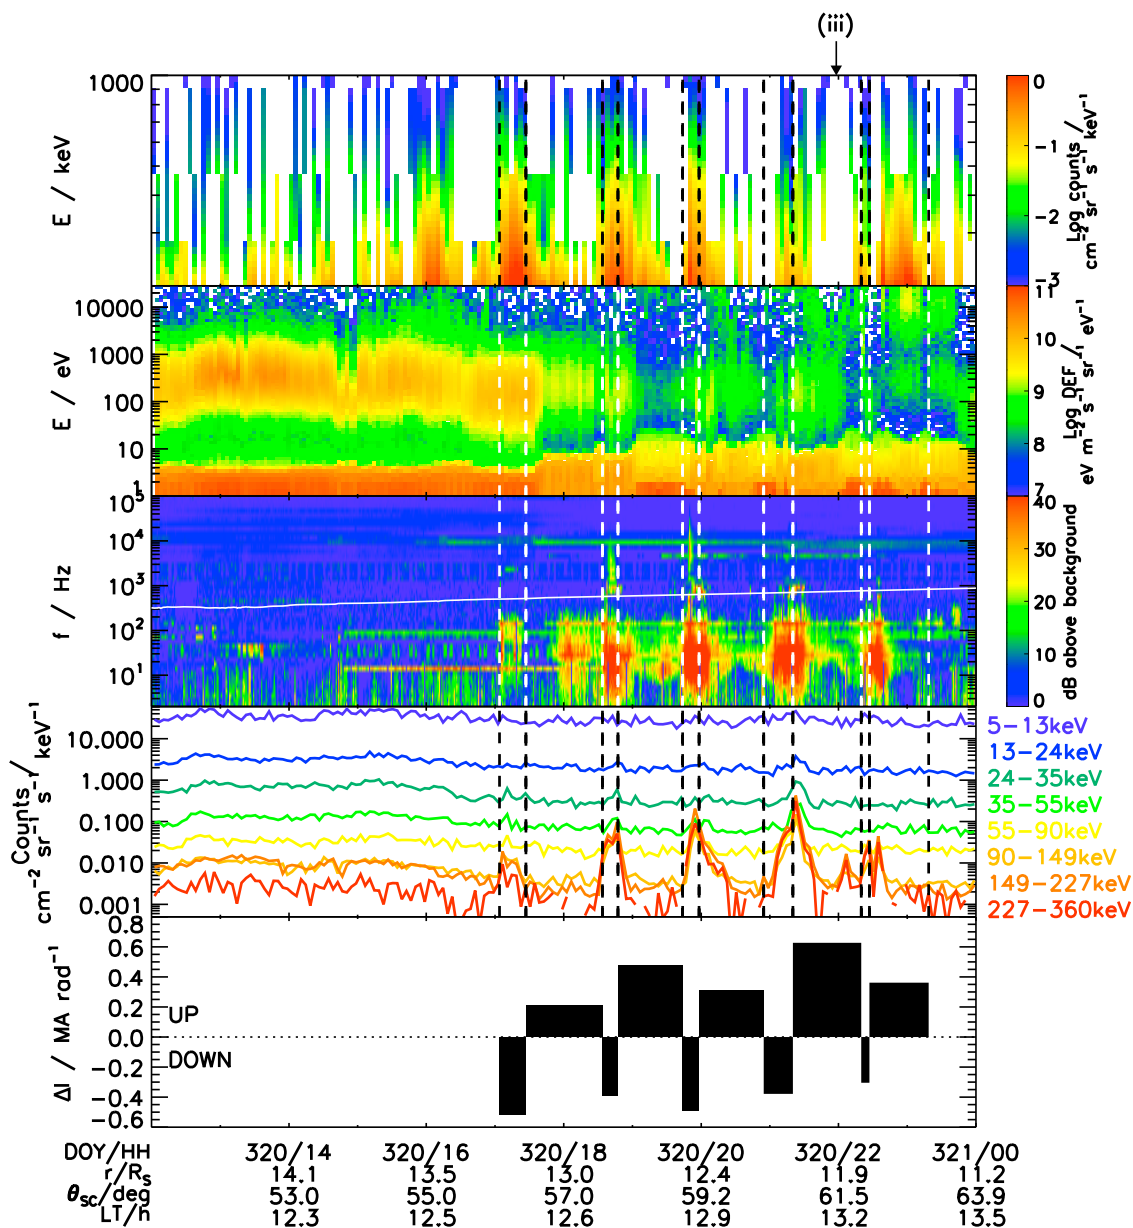 (iii)
1000
E / keV
0
-1
-2
-3
Log counts /
cm⁻² sr⁻¹ s⁻¹ keV⁻¹
10000
1000
100
10
1
E / eV
11
10
9
8
7
Log DEF /
eV m⁻² s⁻¹ sr⁻¹ eV⁻¹
10⁵
10⁴
10³
10²
10¹
f / Hz
40
30
20
10
0
dB above background
10.000
1.000
0.100
0.010
0.001
Counts /
cm⁻² sr⁻¹ s⁻¹ keV⁻¹
5-13keV
13-24keV
24-35keV
35-55keV
55-90keV
90-149keV
149-227keV
227-360keV
0.8
0.6
0.4
0.2
0.0
-0.2
-0.4
-0.6
ΔI / MA rad⁻¹
UP
DOWN
DOY/HH 320/14 320/16 320/18 320/20 320/22 321/00
r/Rₛ 14.1 13.5 13.0 12.4 11.9 11.2
θsc/deg 53.0 55.0 57.0 59.2 61.5 63.9
LT/h 12.3 12.5 12.6 12.9 13.2 13.5